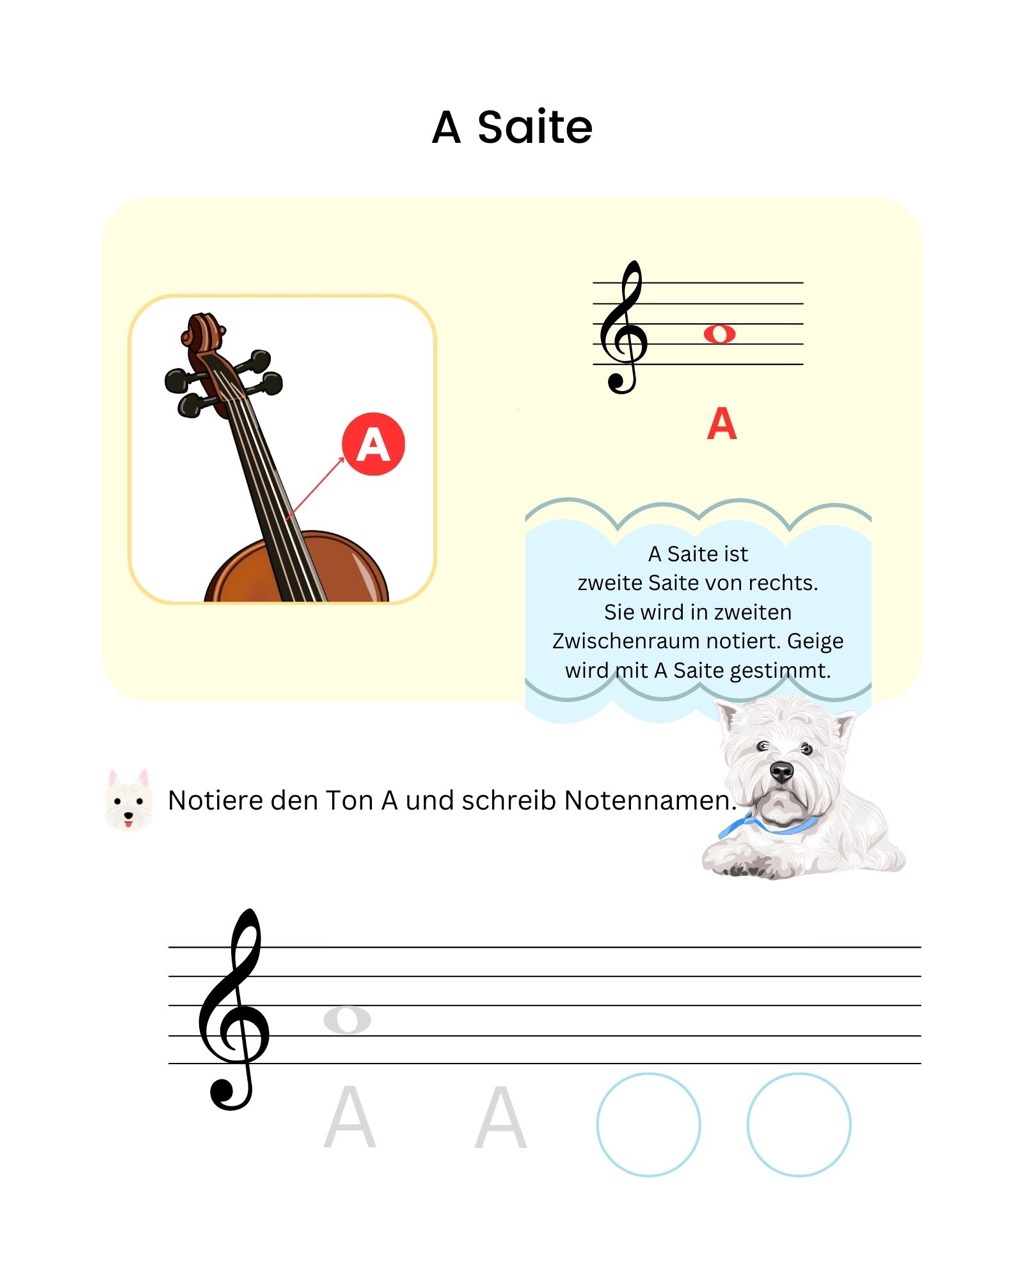 A Saite
A
A
A Saite ist
zweite Saite von rechts.
Sie wird in zweiten
Zwischenraum notiert. Geige
wird mit A Saite gestimmt.
Notiere den Ton A und schreib Notennamen.
A A